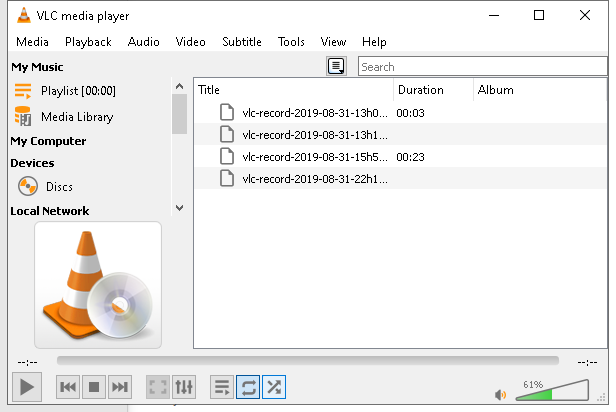 VLC media player
Media Playback Audio Video Subtitle Tools View Help
My Music
Search
Playlist [00:00]
Media Library
My Computer
Devices
Discs
Local Network
Title Duration Album
vlc-record-2019-08-31-13h0... 00:03
vlc-record-2019-08-31-13h1...
vlc-record-2019-08-31-15h5... 00:23
vlc-record-2019-08-31-22h1...
--:-- --:--
61%